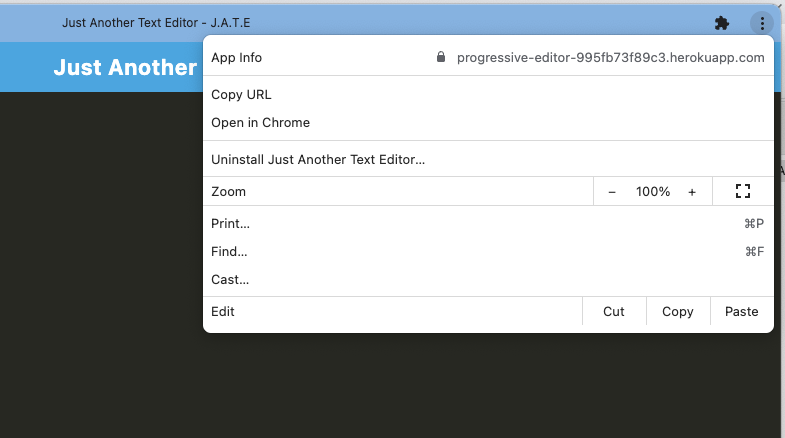 Just Another Text Editor - J.A.T.E
Just Another
App Info progressive-editor-995fb73f89c3.herokuapp.com
Copy URL
Open in Chrome
Uninstall Just Another Text Editor...
Zoom − 100% +
Print... ⌘P
Find... ⌘F
Cast...
Edit Cut Copy Paste